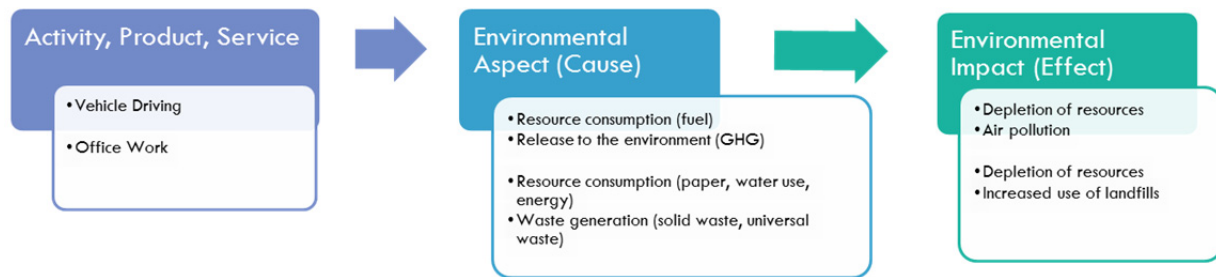 Activity, Product, Service
• Vehicle Driving
• Office Work
Environmental
Aspect (Cause)
• Resource consumption (fuel)
• Release to the environment (GHG)
• Resource consumption (paper, water use,
energy)
• Waste generation (solid waste, universal
waste)
Environmental
Impact (Effect)
• Depletion of resources
• Air pollution
• Depletion of resources
• Increased use of landfills